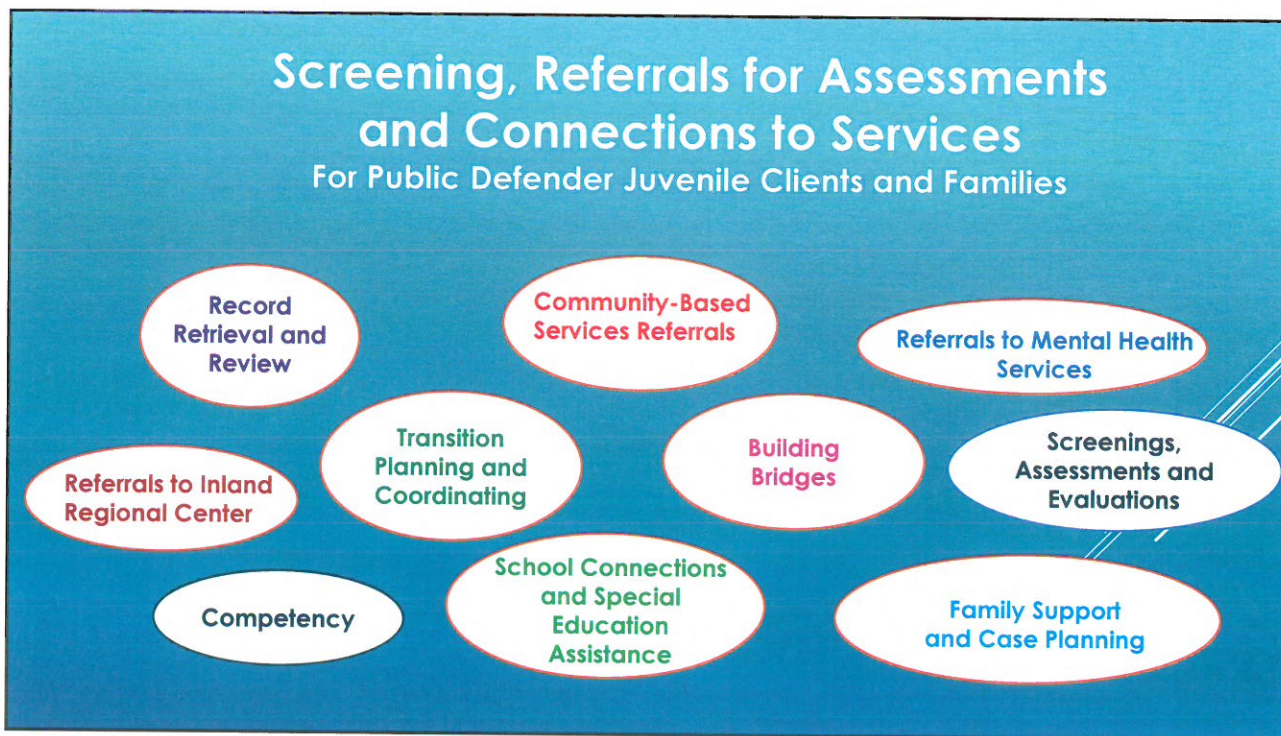 Screening, Referrals for Assessments
and Connections to Services
For Public Defender Juvenile Clients and Families
Record
Retrieval and
Review
Community-Based
Services Referrals
Referrals to Mental Health
Services
Transition
Planning and
Coordinating
Building
Bridges
Screenings,
Assessments and
Evaluations
Referrals to Inland
Regional Center
School Connections
and Special
Education
Assistance
Competency
Family Support
and Case Planning